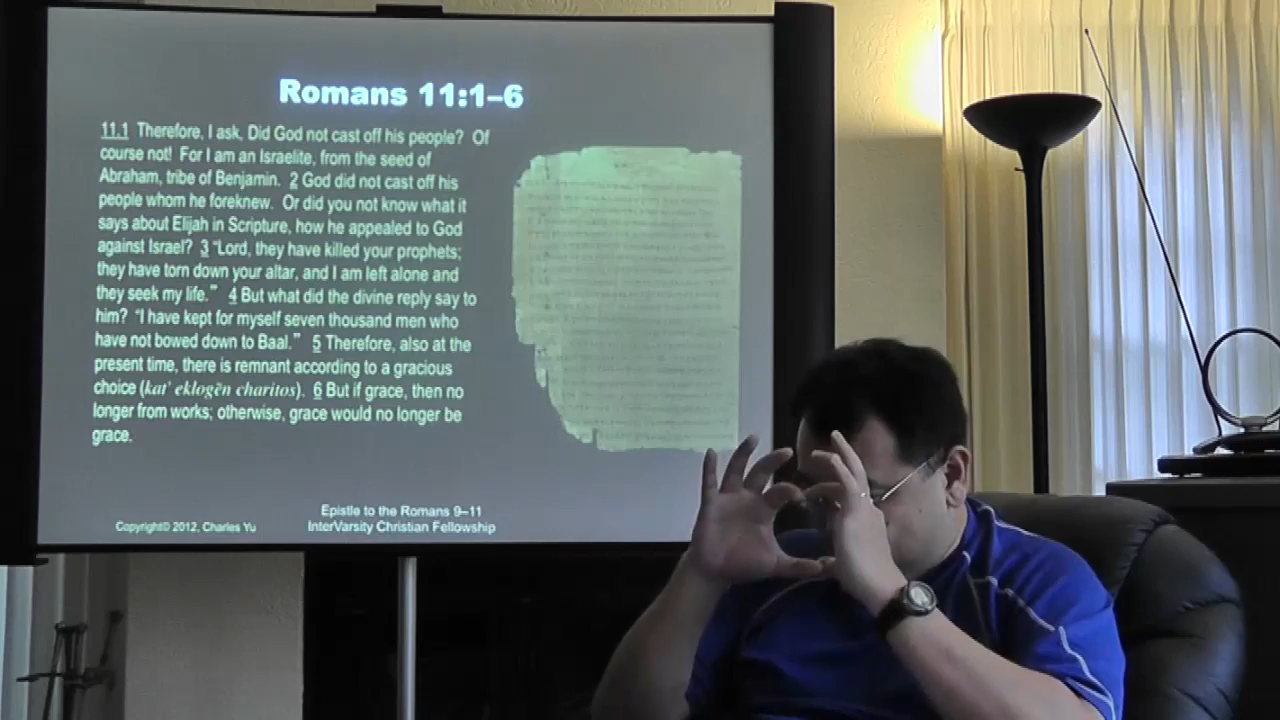 Romans 11:1–6
11.1 Therefore, I ask, Did God not cast off his people? Of
course not! For I am an Israelite, from the seed of
Abraham, tribe of Benjamin. 2 God did not cast off his
people whom he foreknew. Or did you not know what it
says about Elijah in Scripture, how he appealed to God
against Israel? 3 “Lord, they have killed your prophets;
they have torn down your altar, and I am left alone and
they seek my life.” 4 But what did the divine reply say to
him? “I have kept for myself seven thousand men who
have not bowed down to Baal.” 5 Therefore, also at the
present time, there is remnant according to a gracious
choice (kat’ eklogēn charitos). 6 But if grace, then no
longer from works; otherwise, grace would no longer be
grace.
Copyright© 2012, Charles Yu
Epistle to the Romans 9–11
InterVarsity Christian Fellowship